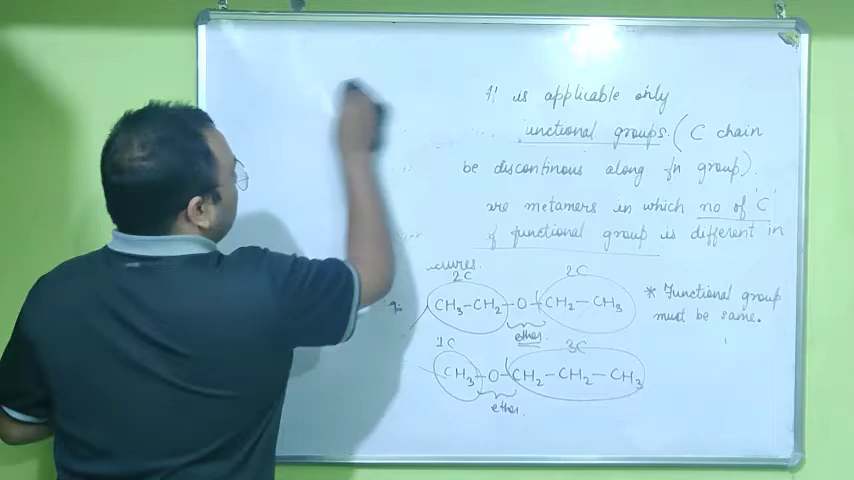 It is applicable only
unctional groups. ( C chain
be discontinous along fn group).
are metamers in which no of 'C'
of functional group is different in
2C 2C
CH3-CH2-O-CH2-CH3
* Functional group
must be same.
ether.
1C 3C
CH3-O-CH2-CH2-CH3
ether.